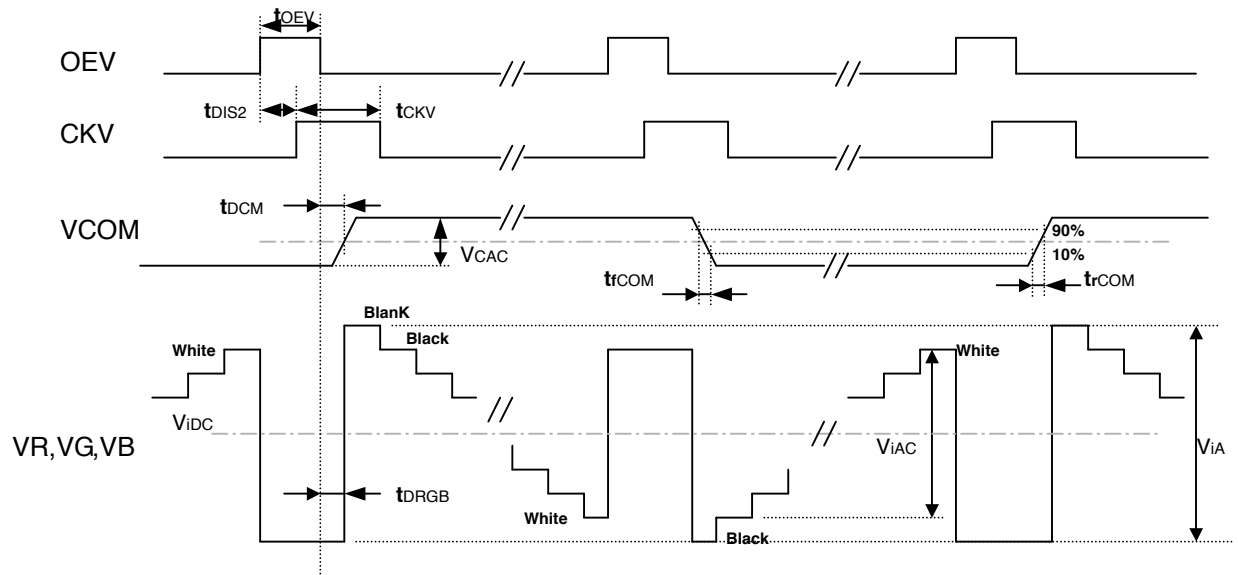 tOEV
OEV
tDIS2
tCKV
CKV
tDCM
VCOM
90%
VCAC
10%
tfCOM
trCOM
BlanK
White
Black
White
ViDC
VR,VG,VB
ViAC
ViA
tDRGB
White
Black